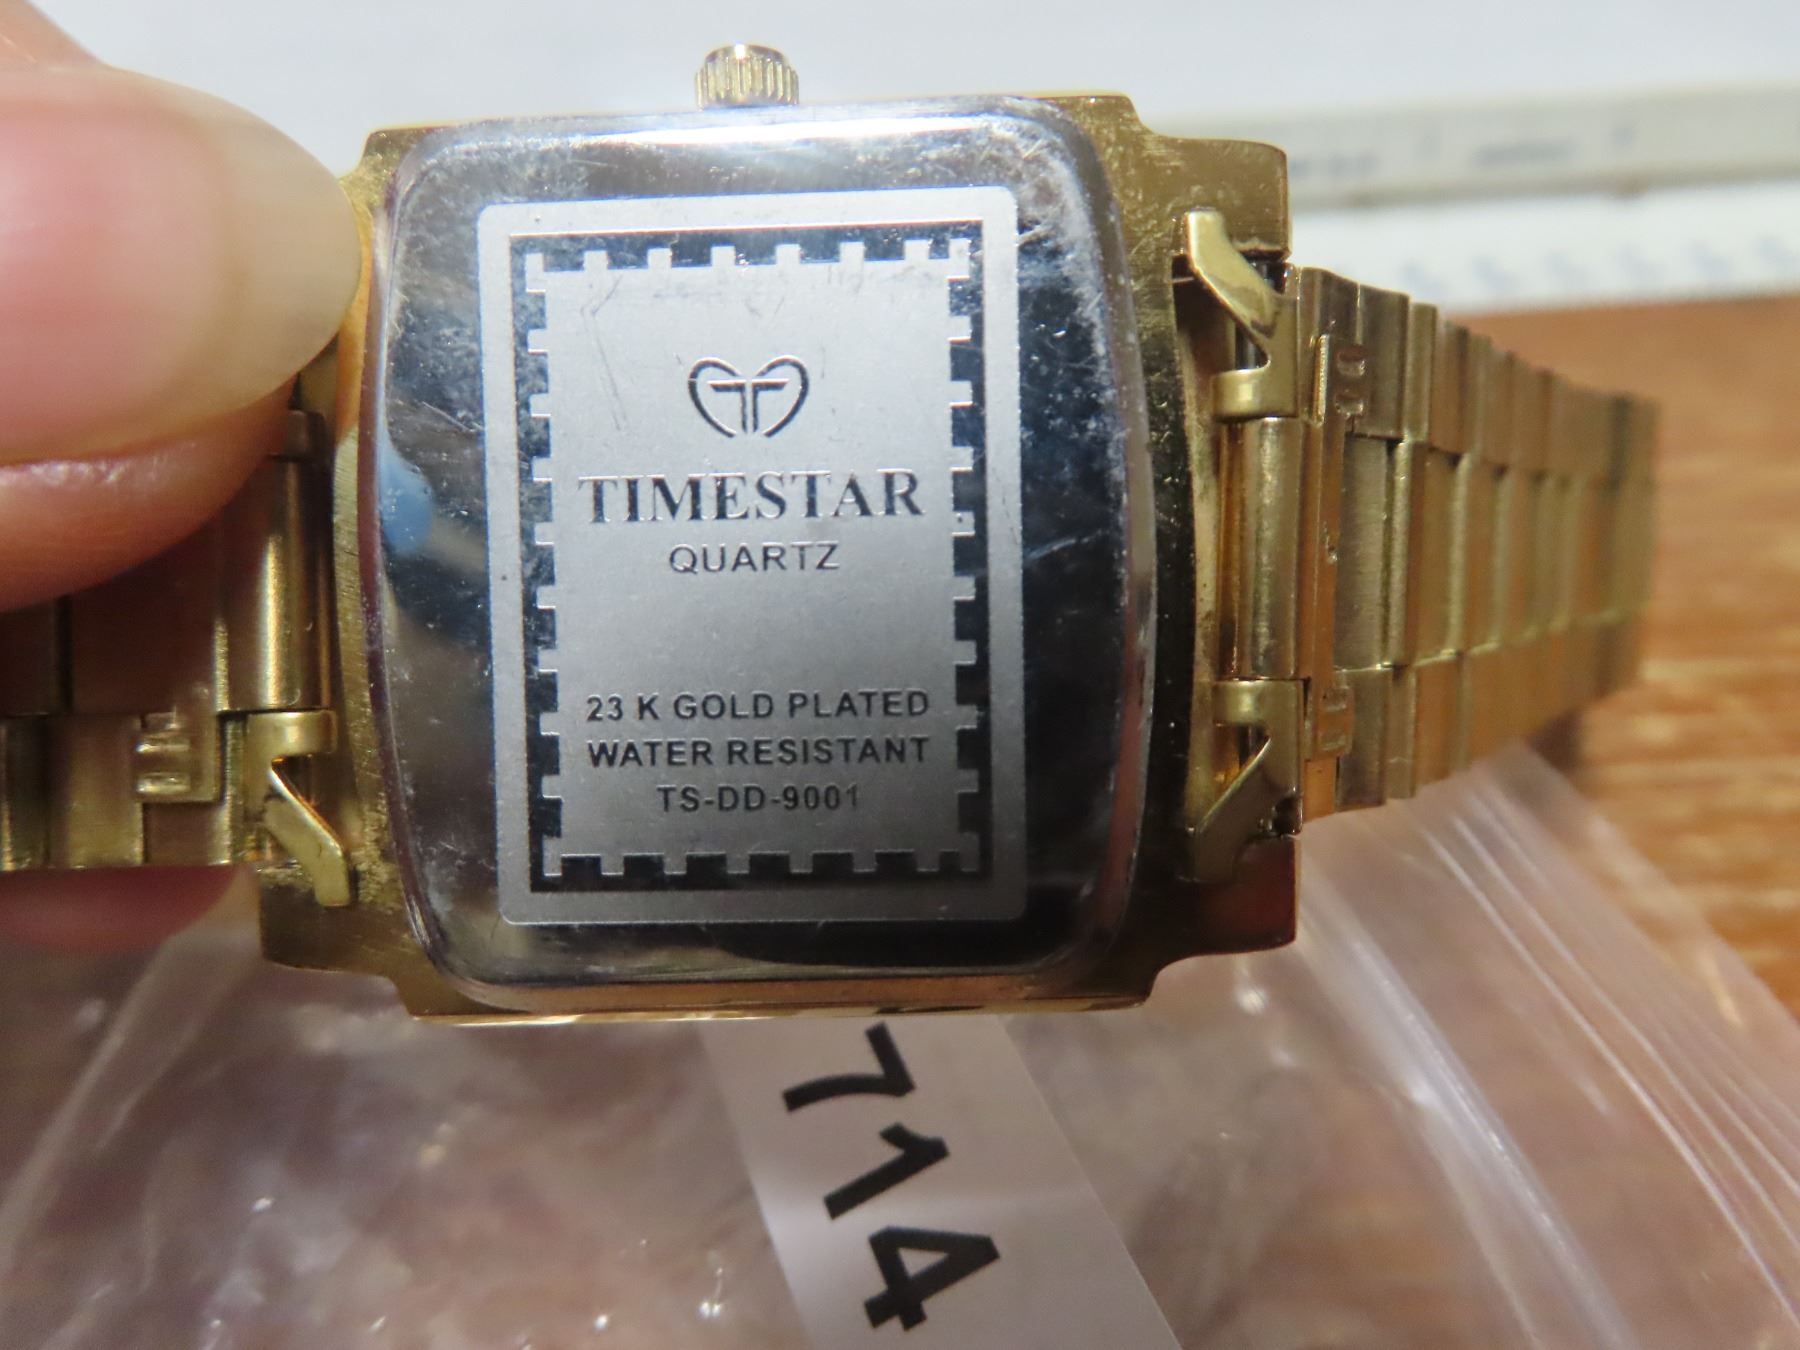 TIMESTAR
QUARTZ
23 K GOLD PLATED
WATER RESISTANT
TS-DD-9001
714